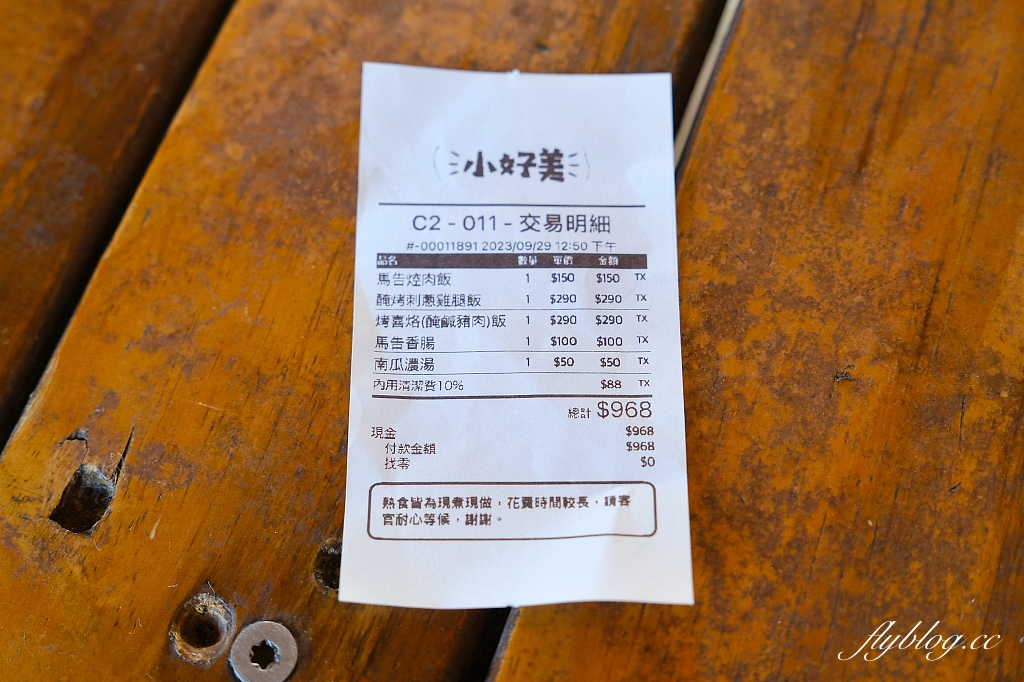 小好美
C2 - 011 - 交易明細
#-00011891 2023/09/29 12:50 下午
品名 數量 單價 金額
馬告焢肉飯 1 $150 $150 TX
醃烤刺蔥雞腿飯 1 $290 $290 TX
烤喜烙(醃鹹豬肉)飯 1 $290 $290 TX
馬告香腸 1 $100 $100 TX
南瓜濃湯 1 $50 $50 TX
內用清潔費10% $88 TX
總計 $968
現金 $968
付款金額 $968
找零 $0
熟食皆為現煮現做，花費時間較長，請客
官耐心等候，謝謝。
flyblog.cc